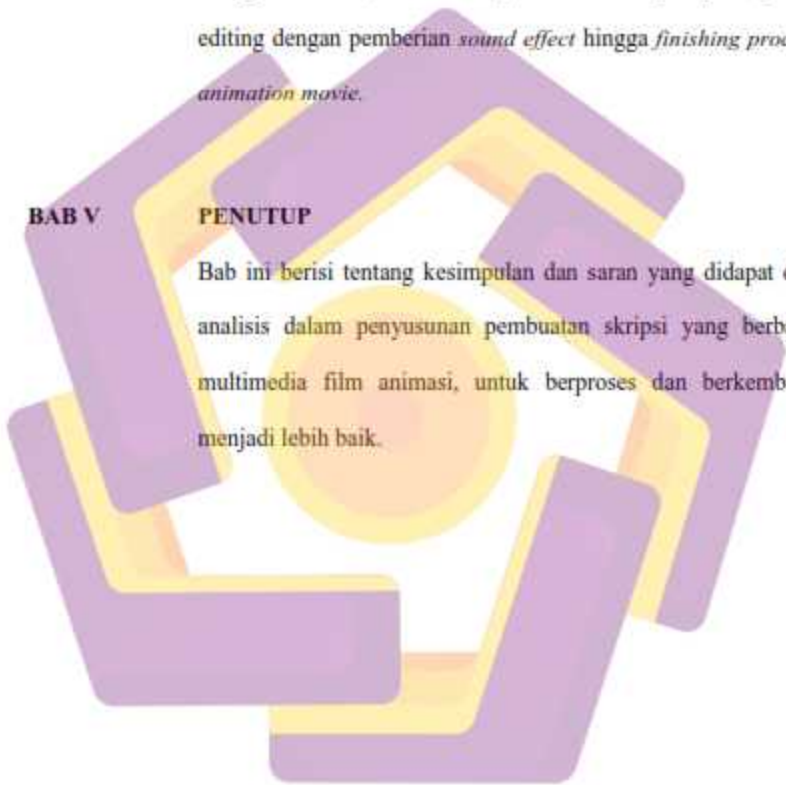 editing dengan pemberian sound effect hingga finishing
animation movie.
BAB V PENUTUP
Bab ini berisi tentang kesimpulan dan saran yang didapat
analisis dalam penyusunan pembuatan skripsi yang
multimedia film animasi, untuk berproses dan
menjadi lebih baik.